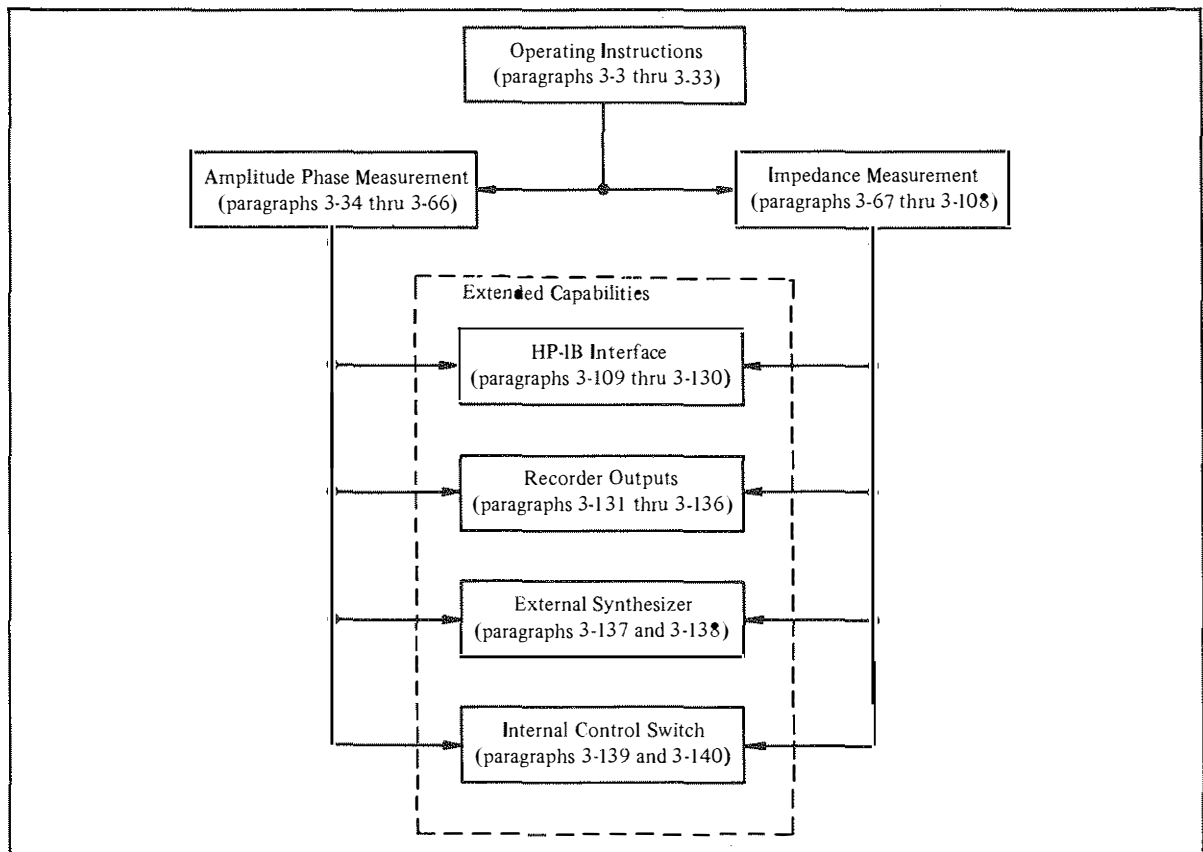 Operating Instructions
(paragraphs 3-3 thru 3-33)
Amplitude Phase Measurement
(paragraphs 3-34 thru 3-66)
Impedance Measurement
(paragraphs 3-67 thru 3-108)
Extended Capabilities
HP-IB Interface
(paragraphs 3-109 thru 3-130)
Recorder Outputs
(paragraphs 3-131 thru 3-136)
External Synthesizer
(paragraphs 3-137 and 3-138)
Internal Control Switch
(paragraphs 3-139 and 3-140)